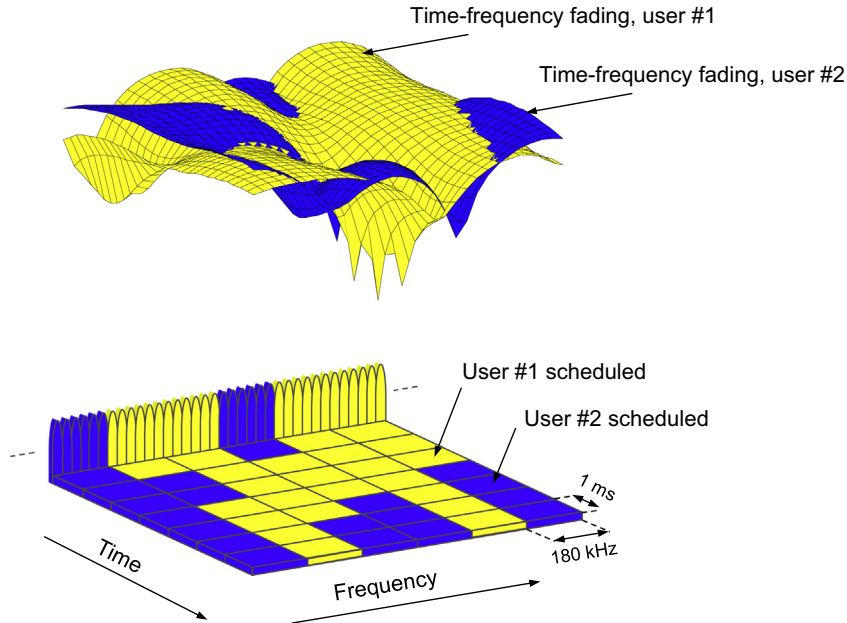 Time-frequency fading, user #1
Time-frequency fading, user #2
User #1 scheduled
User #2 scheduled
1 ms
180 kHz
Time
Frequency